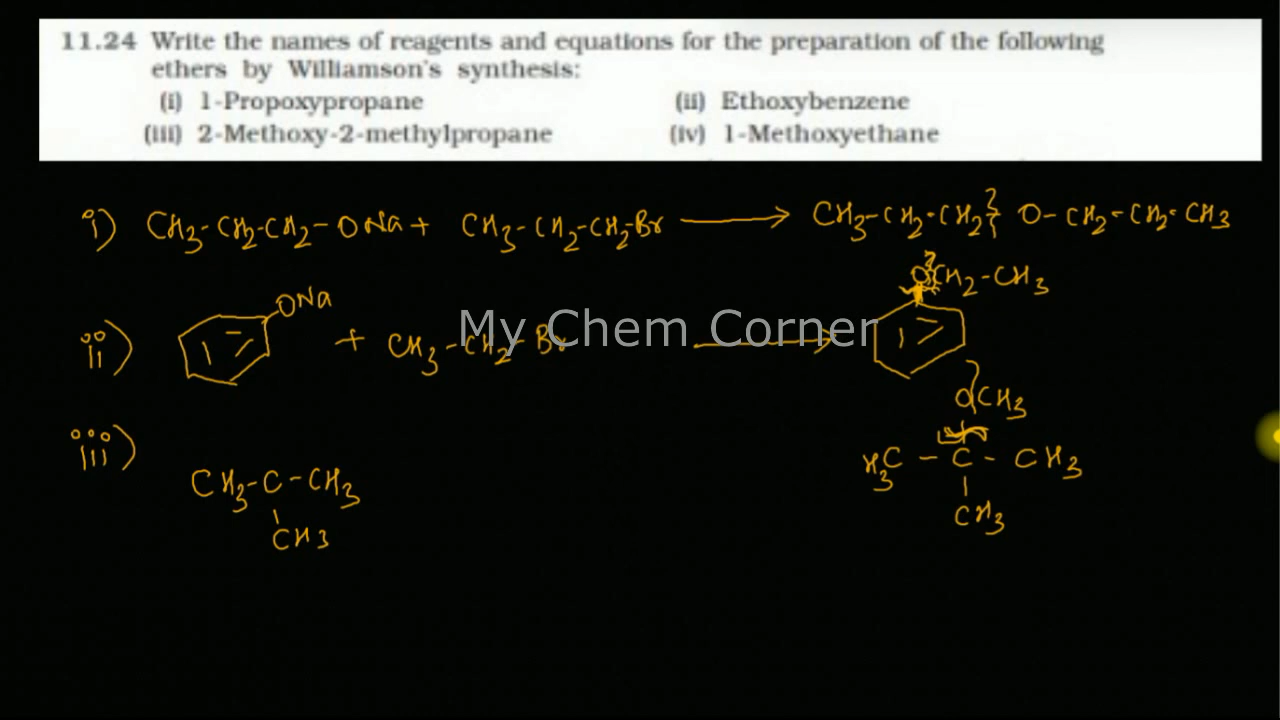 11.24 Write the names of reagents and equations for the preparation of the following
ethers by Williamson's synthesis:
(i) 1-Propoxypropane (ii) Ethoxybenzene
(iii) 2-Methoxy-2-methylpropane (iv) 1-Methoxyethane
i) CH3-CH2-CH2-ONa + CH3-CH2-CH2-Br → CH3-CH2-CH2 O-CH2-CH2-CH3
ONa
OCH2-CH3
ii) + CH3-CH2-Br →
My Chem Corner
OCH3
iii)
CH3-C-CH3
CH3
H3C-C-CH3
CH3